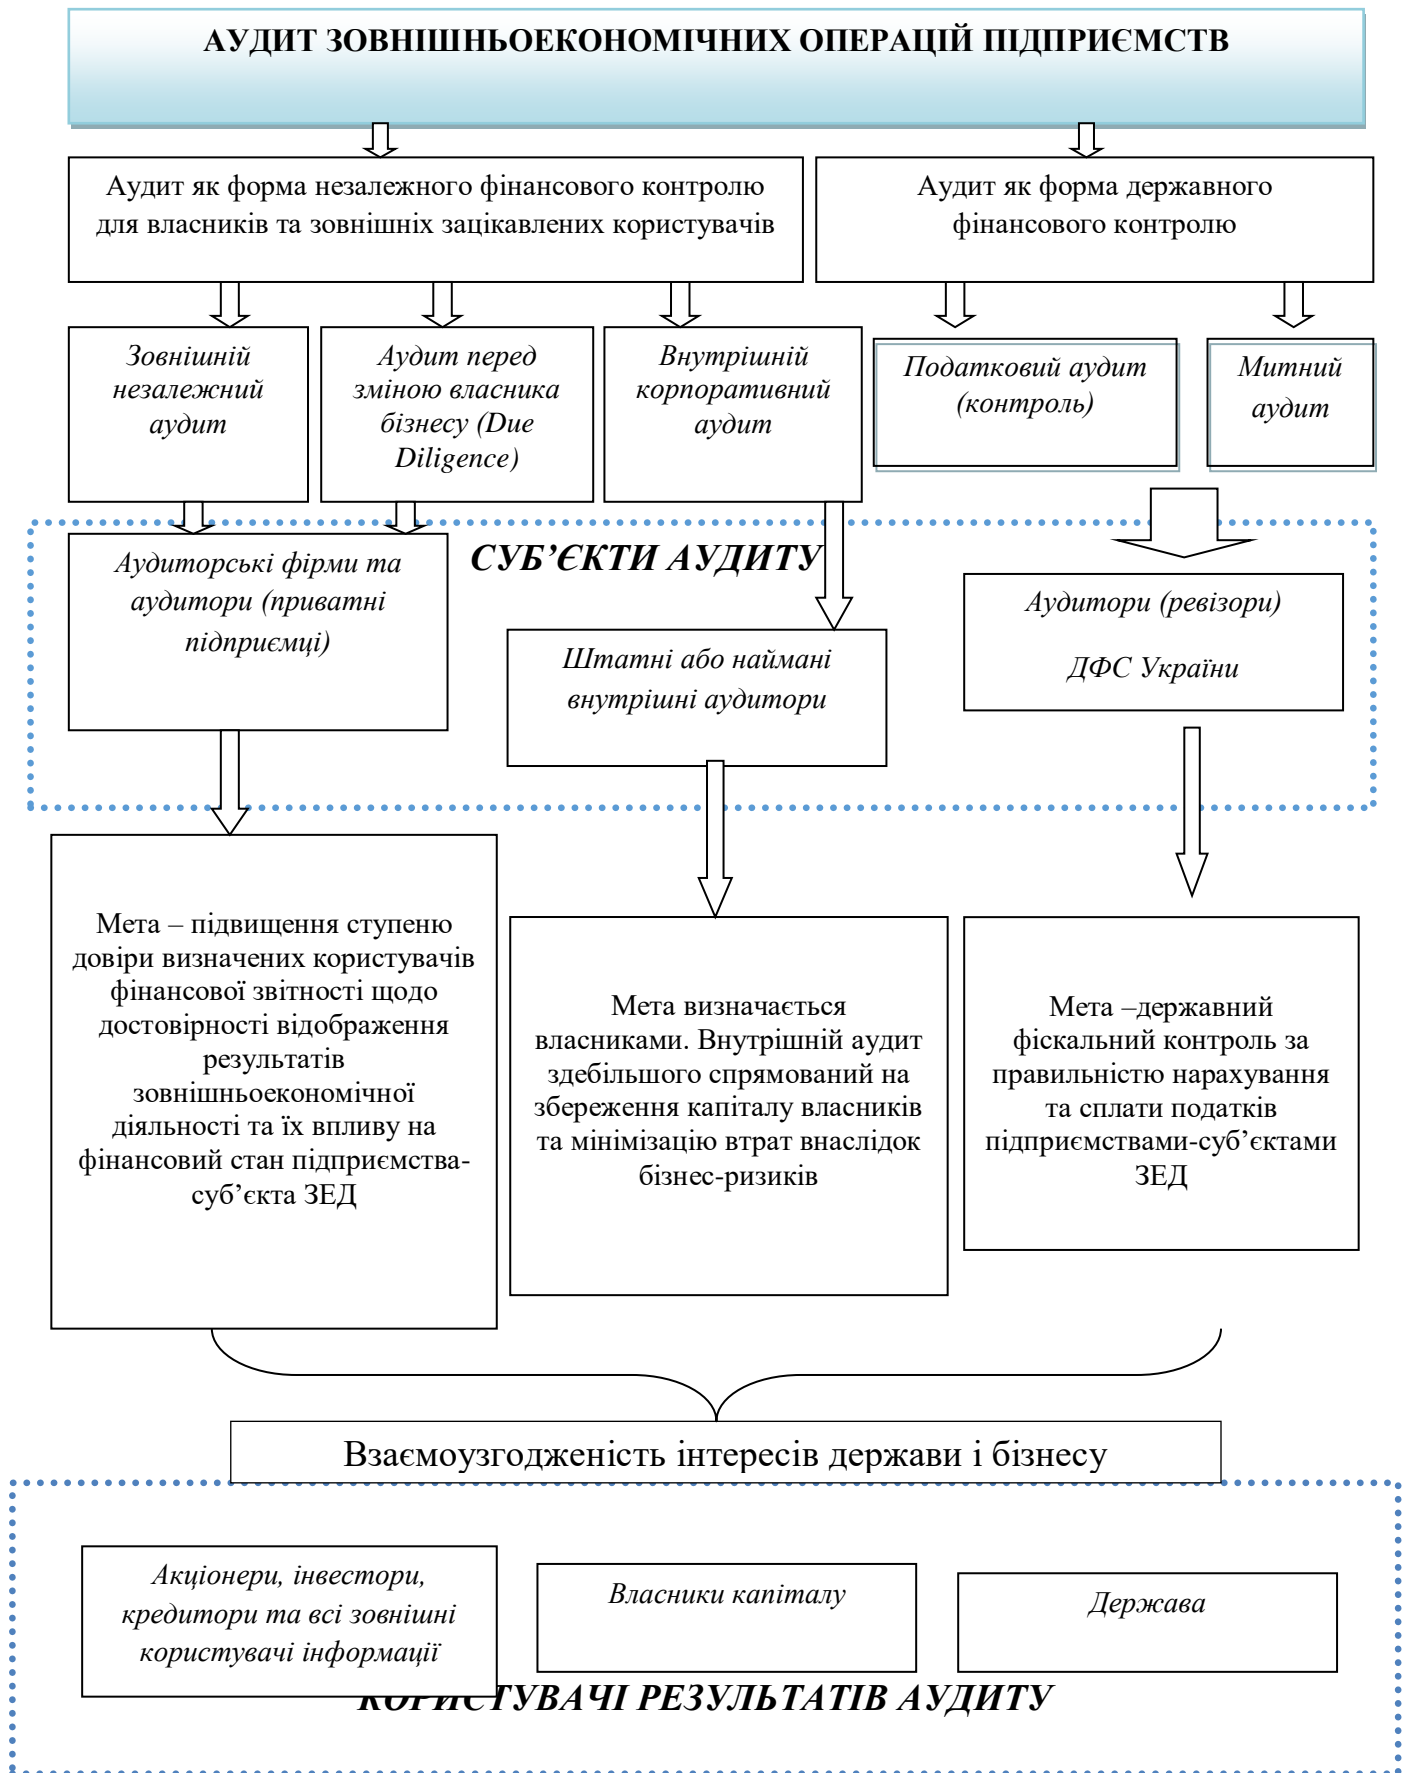 АУДИТ ЗОВНІШНЬОЕКОНОМІЧНИХ ОПЕРАЦІЙ ПІДПРИЄМСТВ
Аудит як форма незалежного фінансового контролю
для власників та зовнішніх зацікавлених користувачів
Аудит як форма державного
фінансового контролю
Зовнішній
незалежний
аудит
Аудит перед
зміною власника
бізнесу (Due
Diligence)
Внутрішній
корпоративний
аудит
Податковий аудит
(контроль)
Митний
аудит
СУБ’ЄКТИ АУДИТУ
Аудиторські фірми та
аудитори (приватні
підприємці)
Штатні або наймані
внутрішні аудитори
Аудитори (ревізори)
ДФС України
Мета – підвищення ступеню
довіри визначених користувачів
фінансової звітності щодо
достовірності відображення
результатів
зовнішньоекономічної
діяльності та їх впливу на
фінансовий стан підприємства-
суб’єкта ЗЕД
Мета визначається
власниками. Внутрішній аудит
здебільшого спрямований на
збереження капіталу власників
та мінімізацію втрат внаслідок
бізнес-ризиків
Мета –державний
фіскальний контроль за
правильністю нарахування
та сплати податків
підприємствами-суб’єктами
ЗЕД
Взаємоузгодженість інтересів держави і бізнесу
Акціонери, інвестори,
кредитори та всі зовнішні
користувачі інформації
Власники капіталу
Держава
КОРИСТУВАЧІ РЕЗУЛЬТАТІВ АУДИТУ